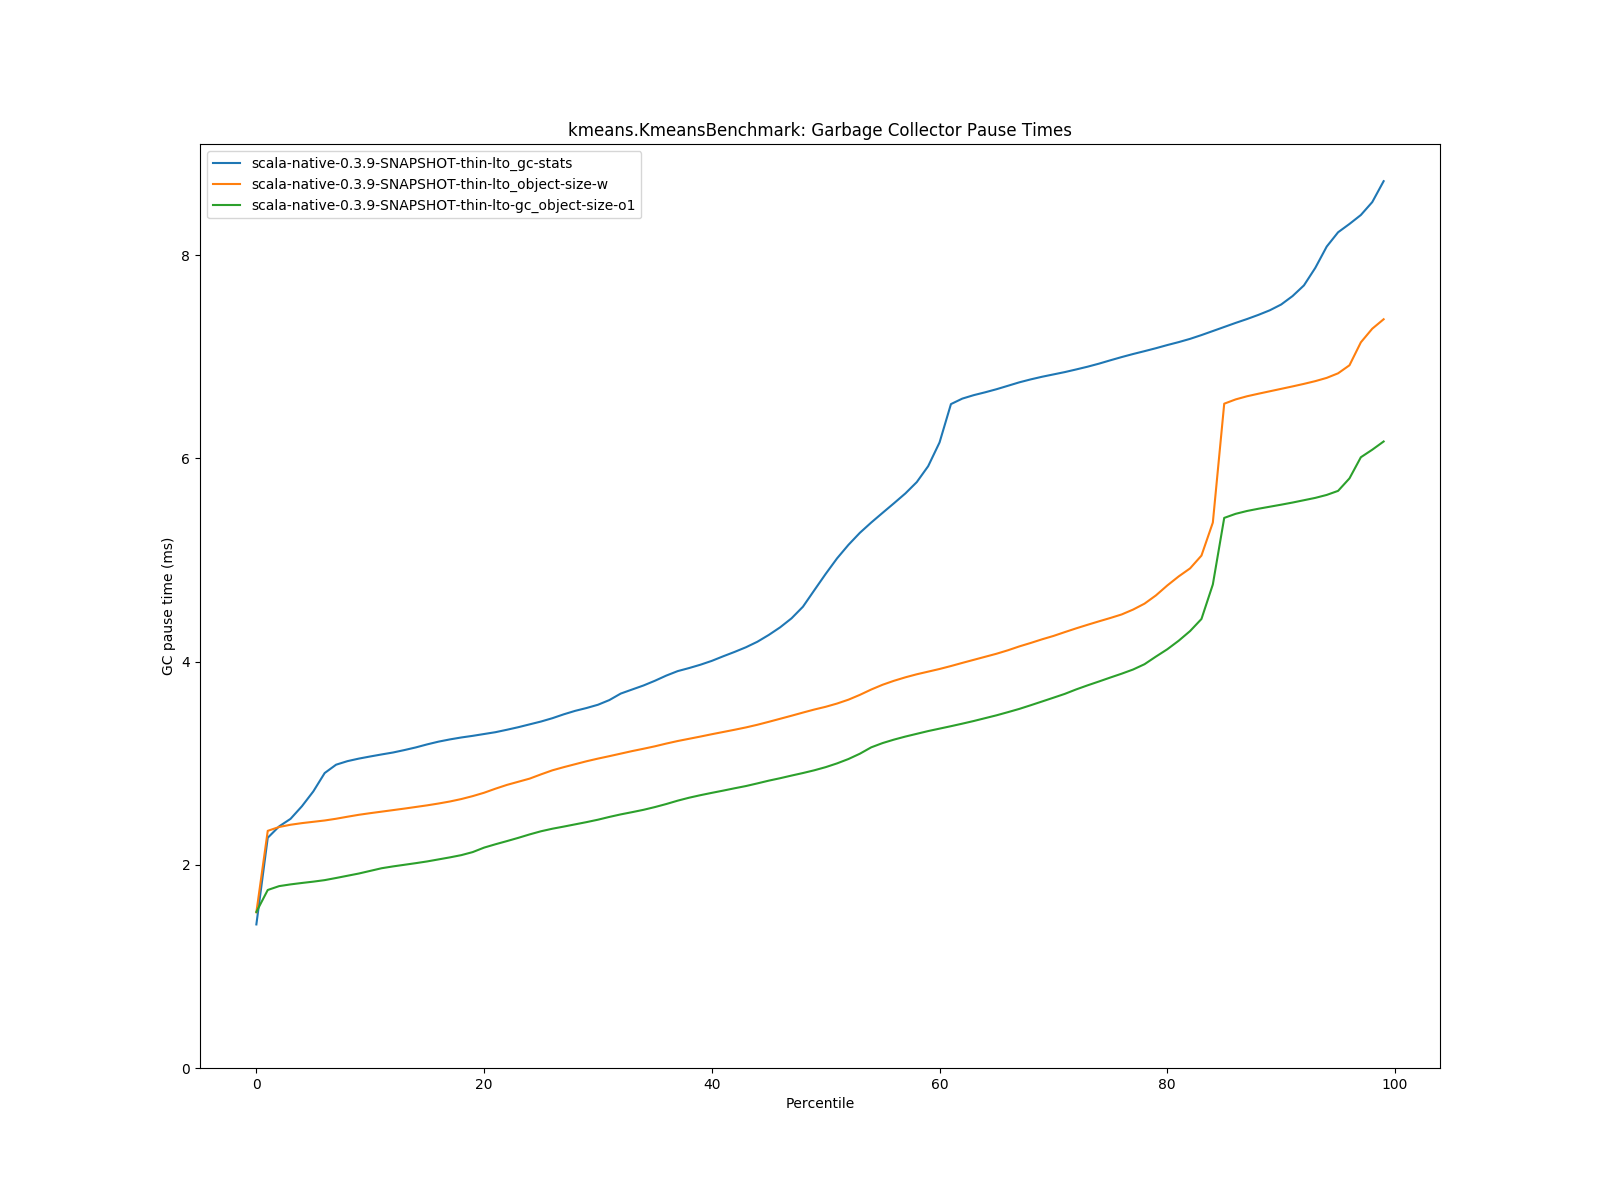 kmeans.KmeansBenchmark: Garbage Collector Pause Times
scala-native-0.3.9-SNAPSHOT-thin-lto_gc-stats
scala-native-0.3.9-SNAPSHOT-thin-lto_object-size-w
scala-native-0.3.9-SNAPSHOT-thin-lto-gc_object-size-o1
8
6
4
2
0
GC pause time (ms)
0 20 40 60 80 100
Percentile